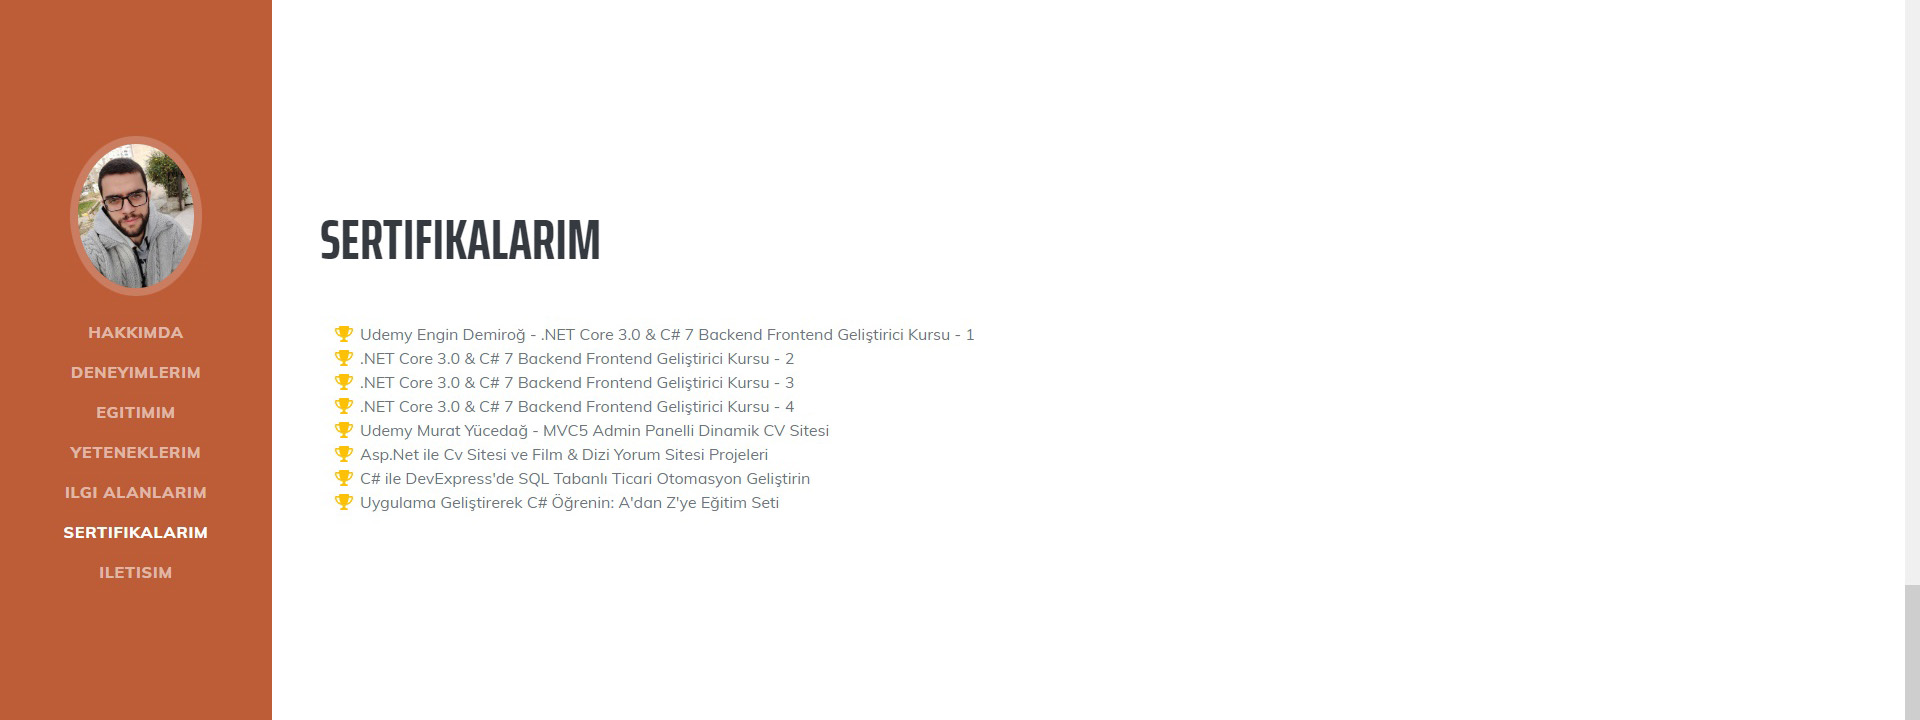 HAKKIMDA
DENEYIMLERIM
EGITIMIM
YETENEKLERIM
ILGI ALANLARIM
SERTIFIKALARIM
ILETISIM
SERTIFIKALARIM
Udemy Engin Demiroğ - .NET Core 3.0 & C# 7 Backend Frontend Geliştirici Kursu - 1
.NET Core 3.0 & C# 7 Backend Frontend Geliştirici Kursu - 2
.NET Core 3.0 & C# 7 Backend Frontend Geliştirici Kursu - 3
.NET Core 3.0 & C# 7 Backend Frontend Geliştirici Kursu - 4
Udemy Murat Yücedağ - MVC5 Admin Panelli Dinamik CV Sitesi
Asp.Net ile Cv Sitesi ve Film & Dizi Yorum Sitesi Projeleri
C# ile DevExpress'de SQL Tabanlı Ticari Otomasyon Geliştirin
Uygulama Geliştirerek C# Öğrenin: A'dan Z'ye Eğitim Seti